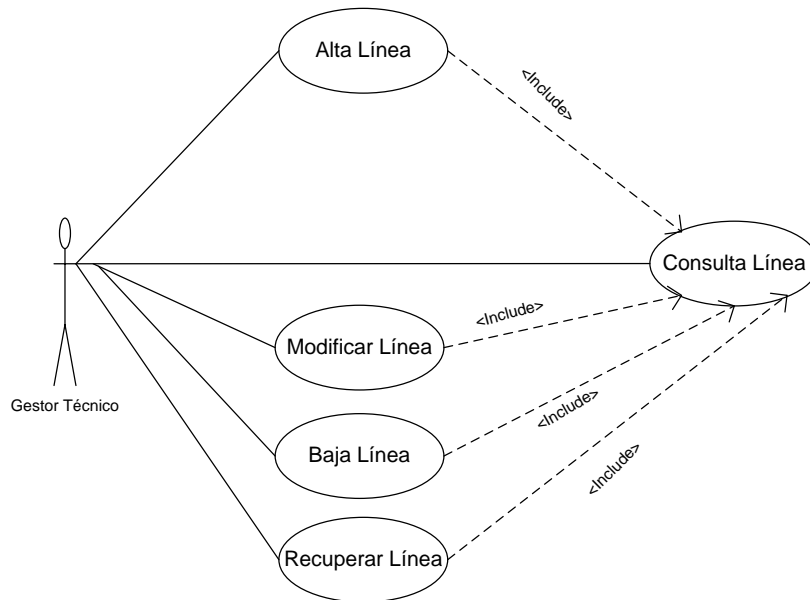 Alta Línea
<Include>
Consulta Línea
<Include>
Modificar Línea
Gestor Técnico
<Include>
Baja Línea
<Include>
Recuperar Línea